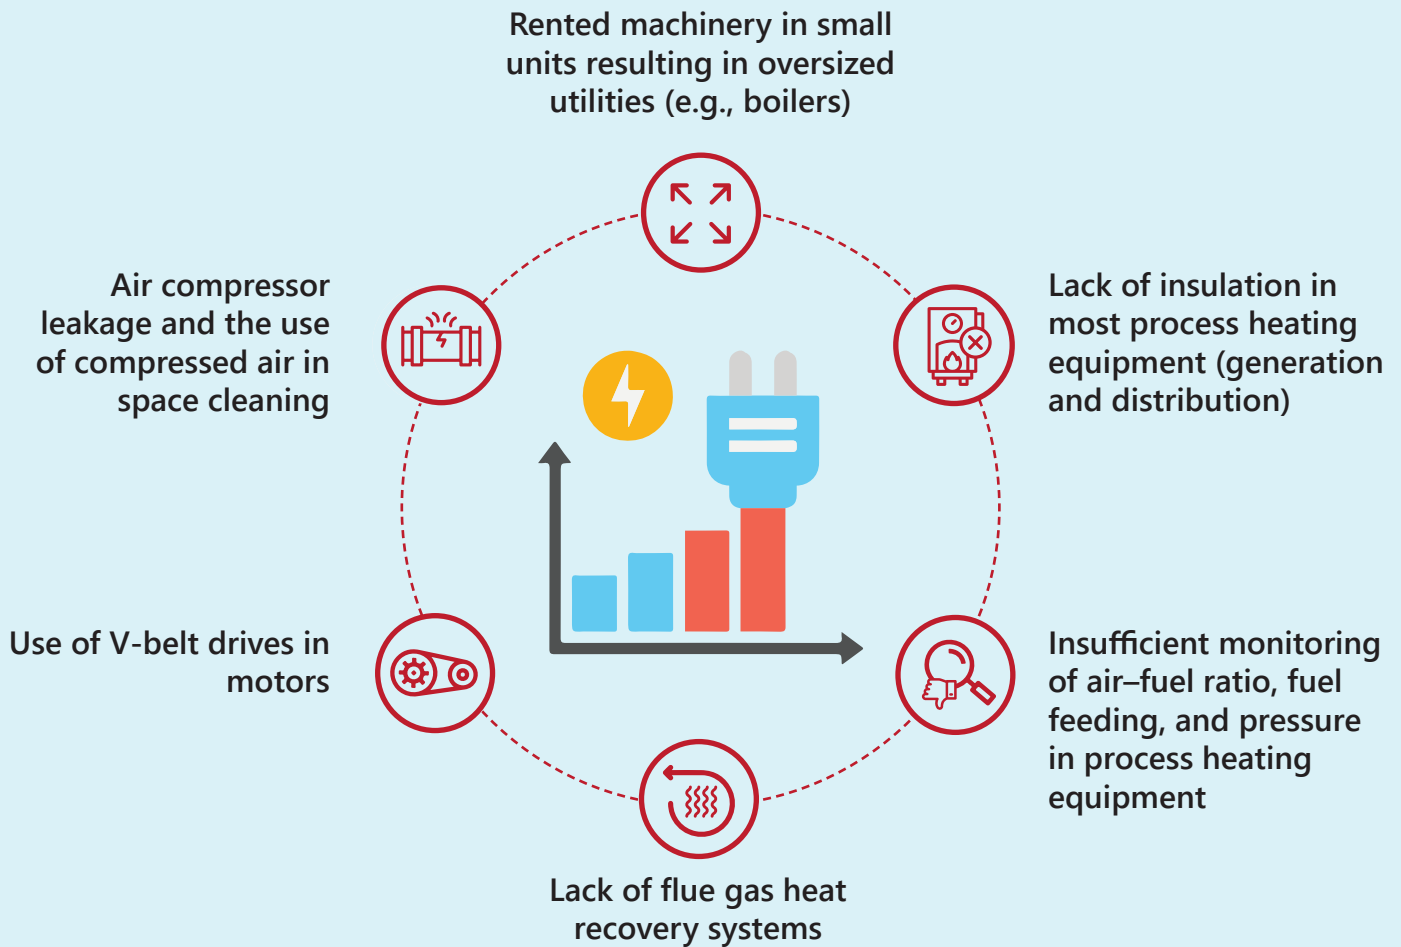 Rented machinery in small
units resulting in oversized
utilities (e.g., boilers)
Lack of insulation in
most process heating
equipment (generation
and distribution)
Insufficient monitoring
of air–fuel ratio, fuel
feeding, and pressure
in process heating
equipment
Lack of flue gas heat
recovery systems
Use of V-belt drives in
motors
Air compressor
leakage and the use
of compressed air in
space cleaning